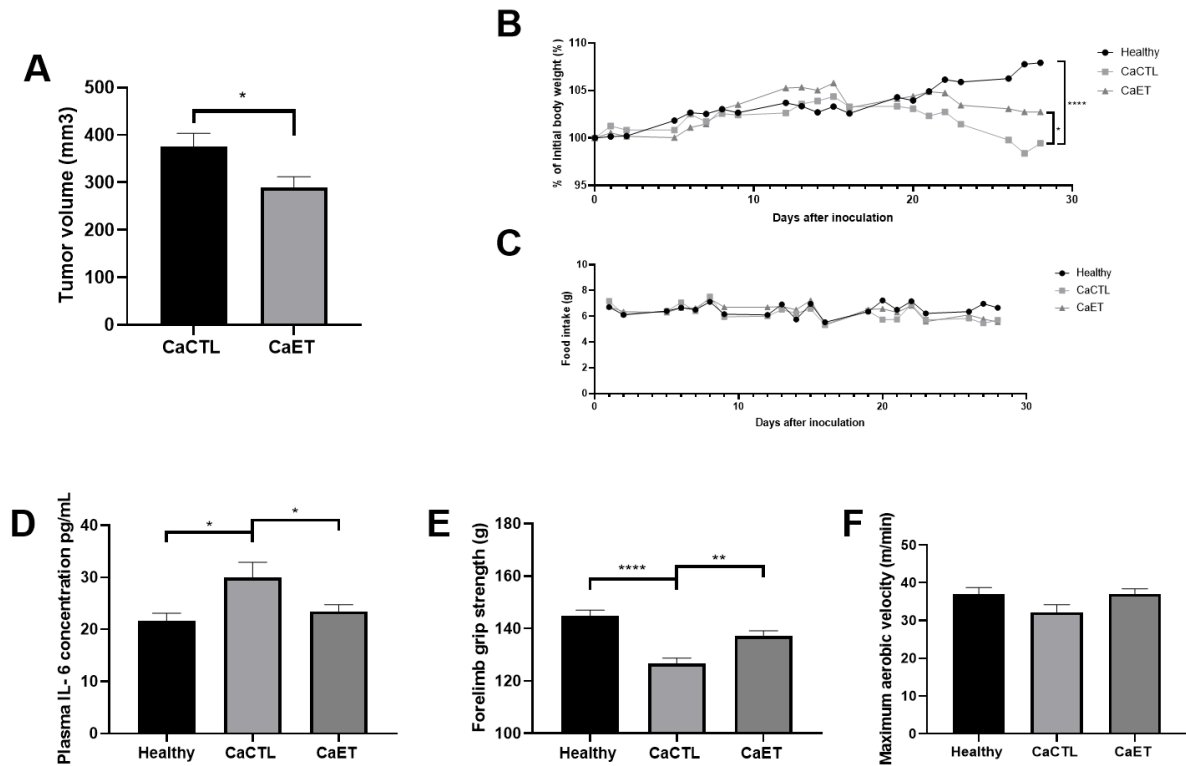 A
Tumor volume (mm3)
500
400
300
200
100
0
*
CaCTL
CaET
B
% of initial body weight (%)
110
105
100
95
0
10
20
30
Days after inoculation
Healthy
CaCTL
CaET
****
*
C
Food intake (g)
10
8
6
4
2
0
0
10
20
30
Days after inoculation
Healthy
CaCTL
CaET
D
Plasma IL- 6 concentration pg/mL
40
30
20
10
0
*
*
Healthy
CaCTL
CaET
E
Forelimb grip strength (g)
180
160
140
120
100
****
**
Healthy
CaCTL
CaET
F
Maximum aerobic velocity (m/min)
50
40
30
20
10
0
Healthy
CaCTL
CaET